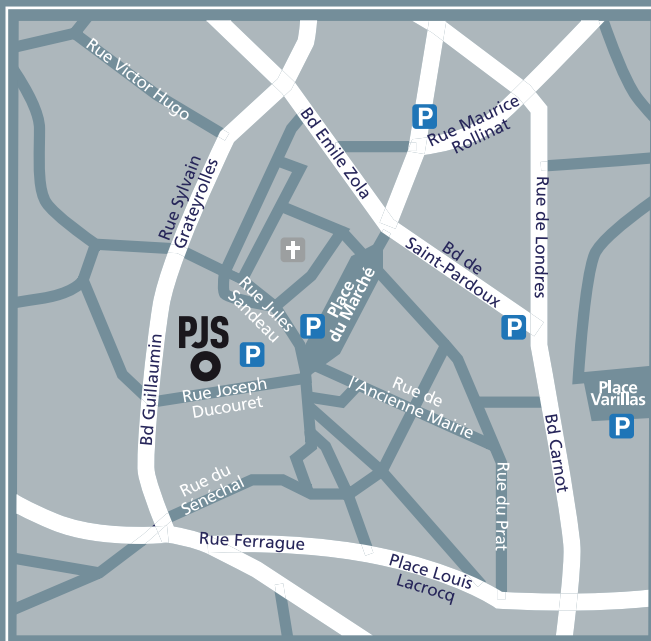 Rue Victor Hugo
P
Rue Maurice
Rollinat
Bd Emile Zola
Rue Sylvain
Grateyrolles
Rue de Londres
Bd de
Saint-Pardoux
Rue Jules
Sandeau
Place
du Marché
P
P
PJS
P
Bd Guillaumin
Rue Joseph
Ducouret
Rue de
l'Ancienne Mairie
Place
Varillas
P
Bd Carnot
Rue du
Sénéchal
Rue du Prat
Rue Ferrague
Place Louis
Lacrocq